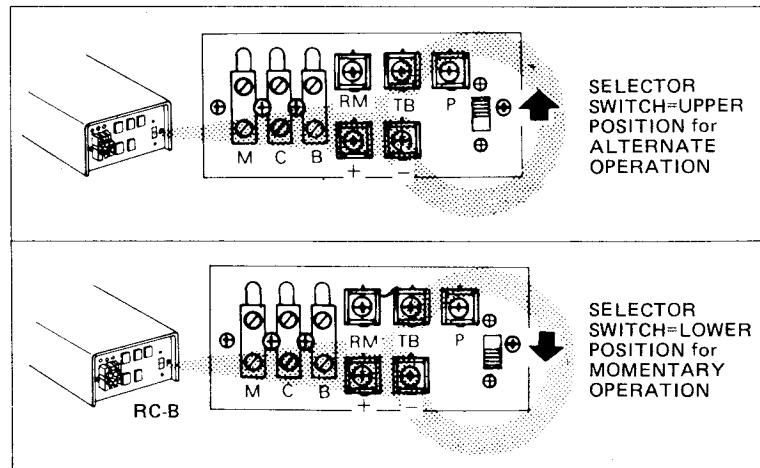 RM TB P
M C B
+ −
SELECTOR
SWITCH=UPPER
POSITION for
ALTERNATE
OPERATION
RM TB P
M C B
+ −
RC-B
SELECTOR
SWITCH=LOWER
POSITION for
MOMENTARY
OPERATION